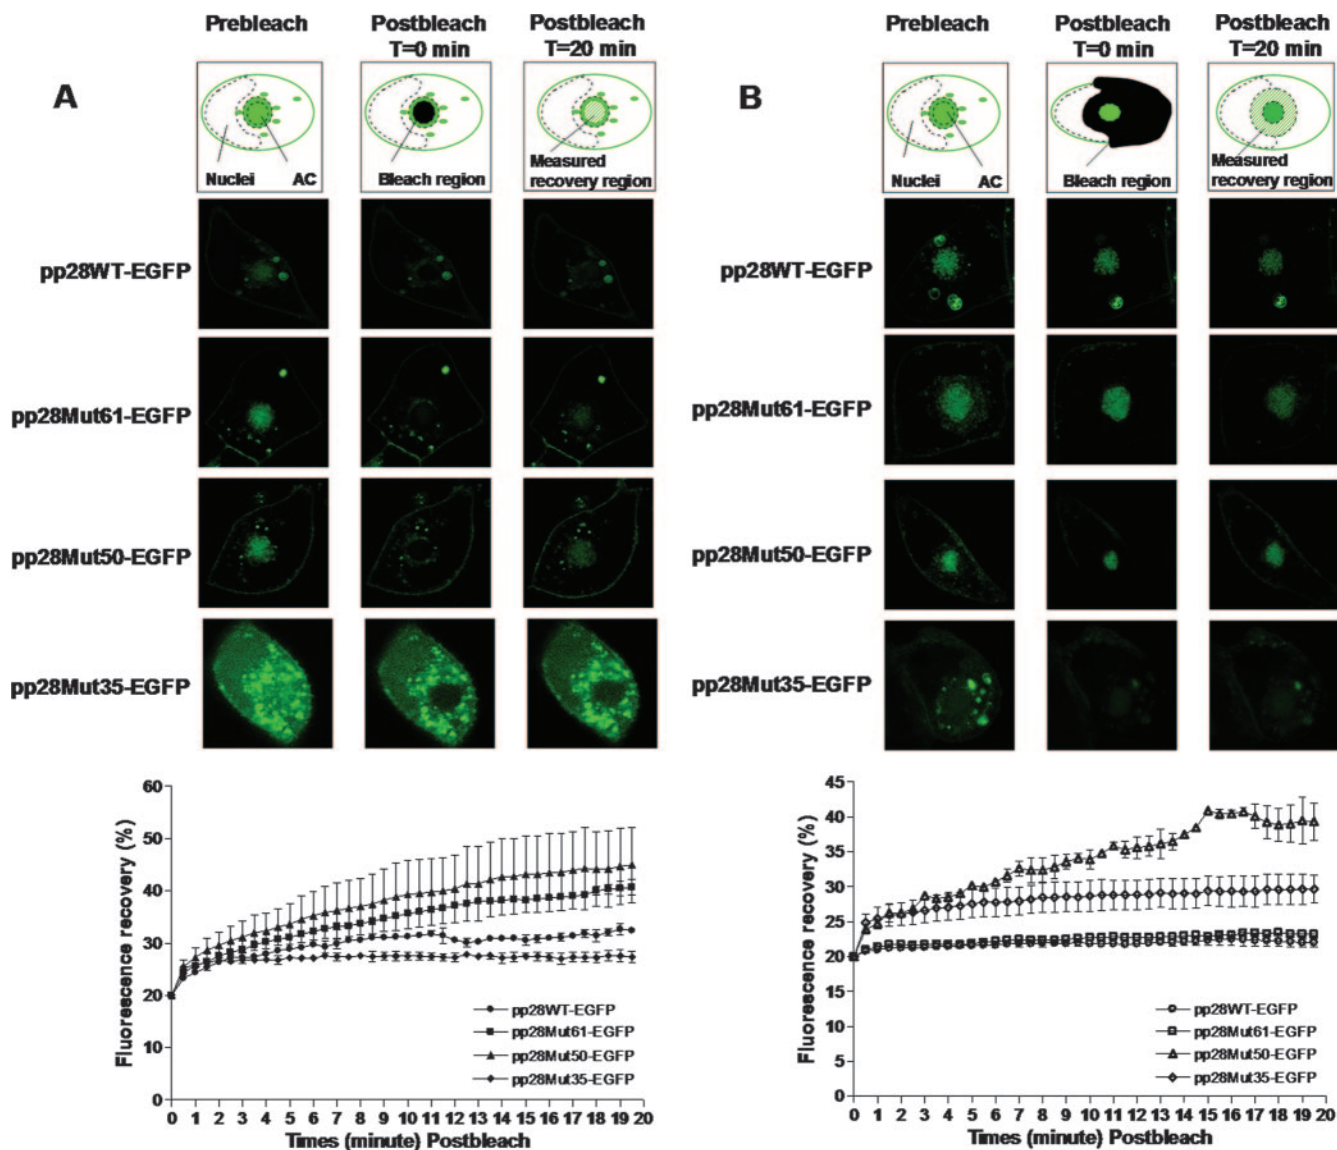 A
Prebleach
Postbleach
T=0 min
Postbleach
T=20 min
Nuclei
AC
Bleach region
Measured
recovery region
pp28WT-EGFP
pp28Mut61-EGFP
pp28Mut50-EGFP
pp28Mut35-EGFP
Fluorescence recovery (%)
60
50
40
30
20
10
0
pp28WT-EGFP
pp28Mut61-EGFP
pp28Mut50-EGFP
pp28Mut35-EGFP
0 1 2 3 4 5 6 7 8 9 10 11 12 13 14 15 16 17 18 19 20
Times (minute) Postbleach
B
Prebleach
Postbleach
T=0 min
Postbleach
T=20 min
Nuclei
AC
Bleach region
Measured
recovery region
pp28WT-EGFP
pp28Mut61-EGFP
pp28Mut50-EGFP
pp28Mut35-EGFP
Fluorescence recovery (%)
45
40
35
30
25
20
15
10
5
0
pp28WT-EGFP
pp28Mut61-EGFP
pp28Mut50-EGFP
pp28Mut35-EGFP
0 1 2 3 4 5 6 7 8 9 10 11 12 13 14 15 16 17 18 19 20
Times (minute) Postbleach